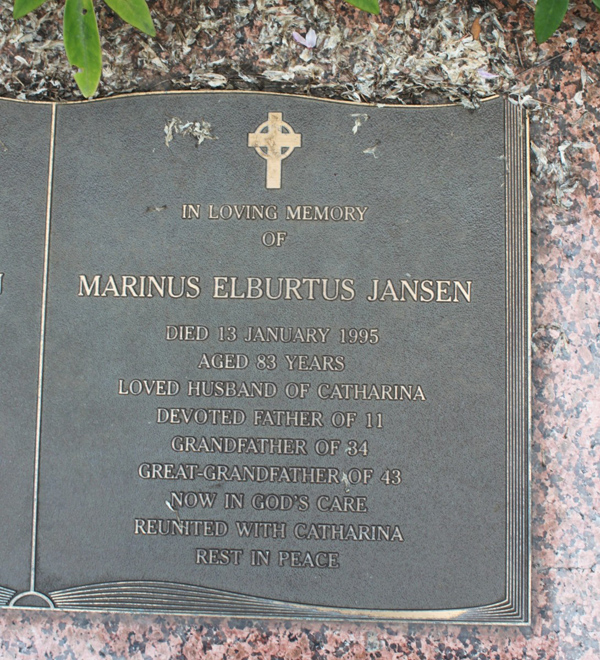 IN LOVING MEMORY
OF
MARINUS ELBURTUS JANSEN
DIED 13 JANUARY 1995
AGED 83 YEARS
LOVED HUSBAND OF CATHARINA
DEVOTED FATHER OF 11
GRANDFATHER OF 34
GREAT-GRANDFATHER OF 43
NOW IN GOD'S CARE
REUNITED WITH CATHARINA
REST IN PEACE